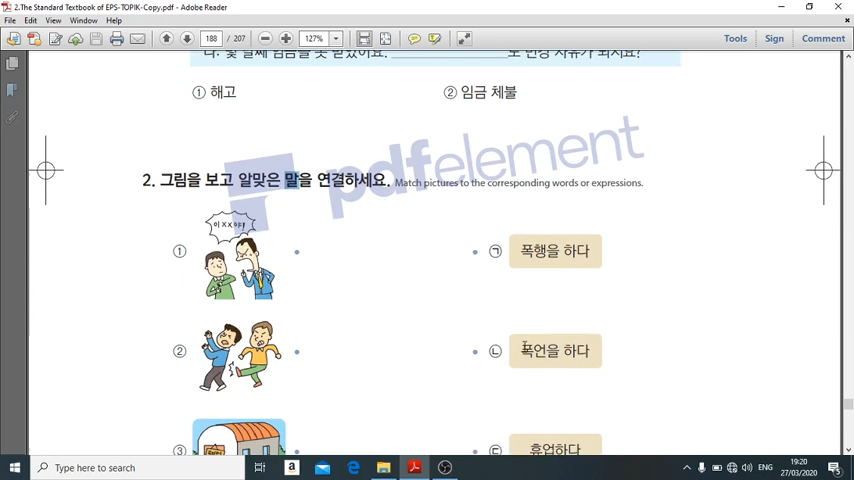 2.The Standard Textbook of EPS-TOPIK-Copy.pdf - Adobe Reader
File Edit View Window Help
188 / 207 127% Tools Sign Comment
① 해고 ② 임금 체불
pdfelement
2. 그림을 보고 알맞은 말을 연결하세요. Match pictures to the corresponding words or expressions.
이 X X 야!
① • • ㉠ 폭행을 하다
② • • ㉡ 폭언을 하다
③ • • ㉢ 휴업하다
Type here to search a ENG 19:20
27/03/2020 5